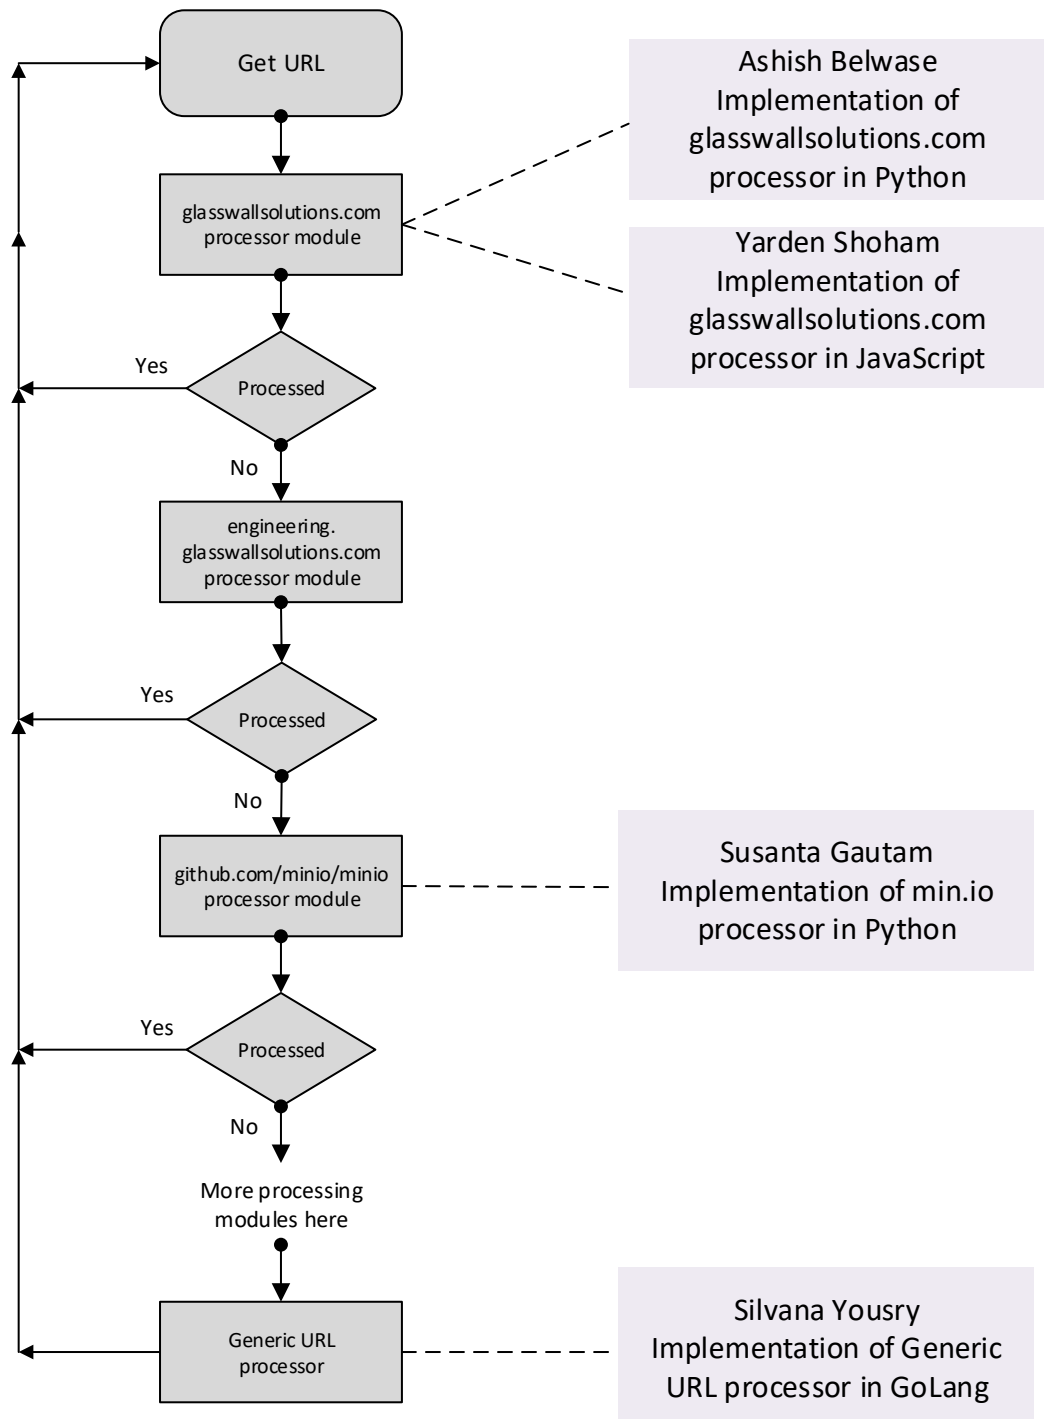 Get URL
Ashish Belwase
Implementation of
glasswallsolutions.com
processor in Python
glasswallsolutions.com
processor module
Yarden Shoham
Implementation of
glasswallsolutions.com
processor in JavaScript
Yes
Processed
No
engineering.
glasswallsolutions.com
processor module
Yes
Processed
No
github.com/minio/minio
processor module
Susanta Gautam
Implementation of min.io
processor in Python
Yes
Processed
No
More processing
modules here
Generic URL
processor
Silvana Yousry
Implementation of Generic
URL processor in GoLang